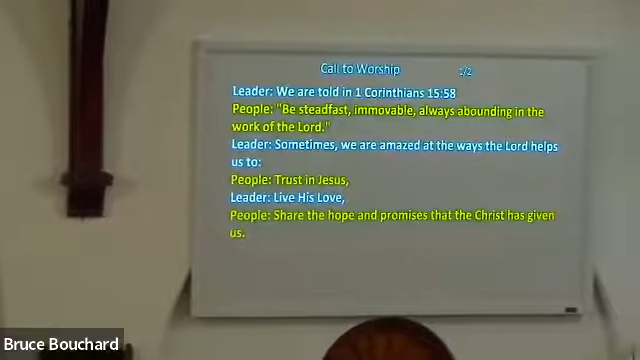 Call to Worship 1/2
Leader: We are told in 1 Corinthians 15:58
People: "Be steadfast, immovable, always abounding in the
work of the Lord."
Leader: Sometimes, we are amazed at the ways the Lord helps
us to:
People: Trust in Jesus,
Leader: Live His Love,
People: Share the hope and promises that the Christ has given
us.
Bruce Bouchard